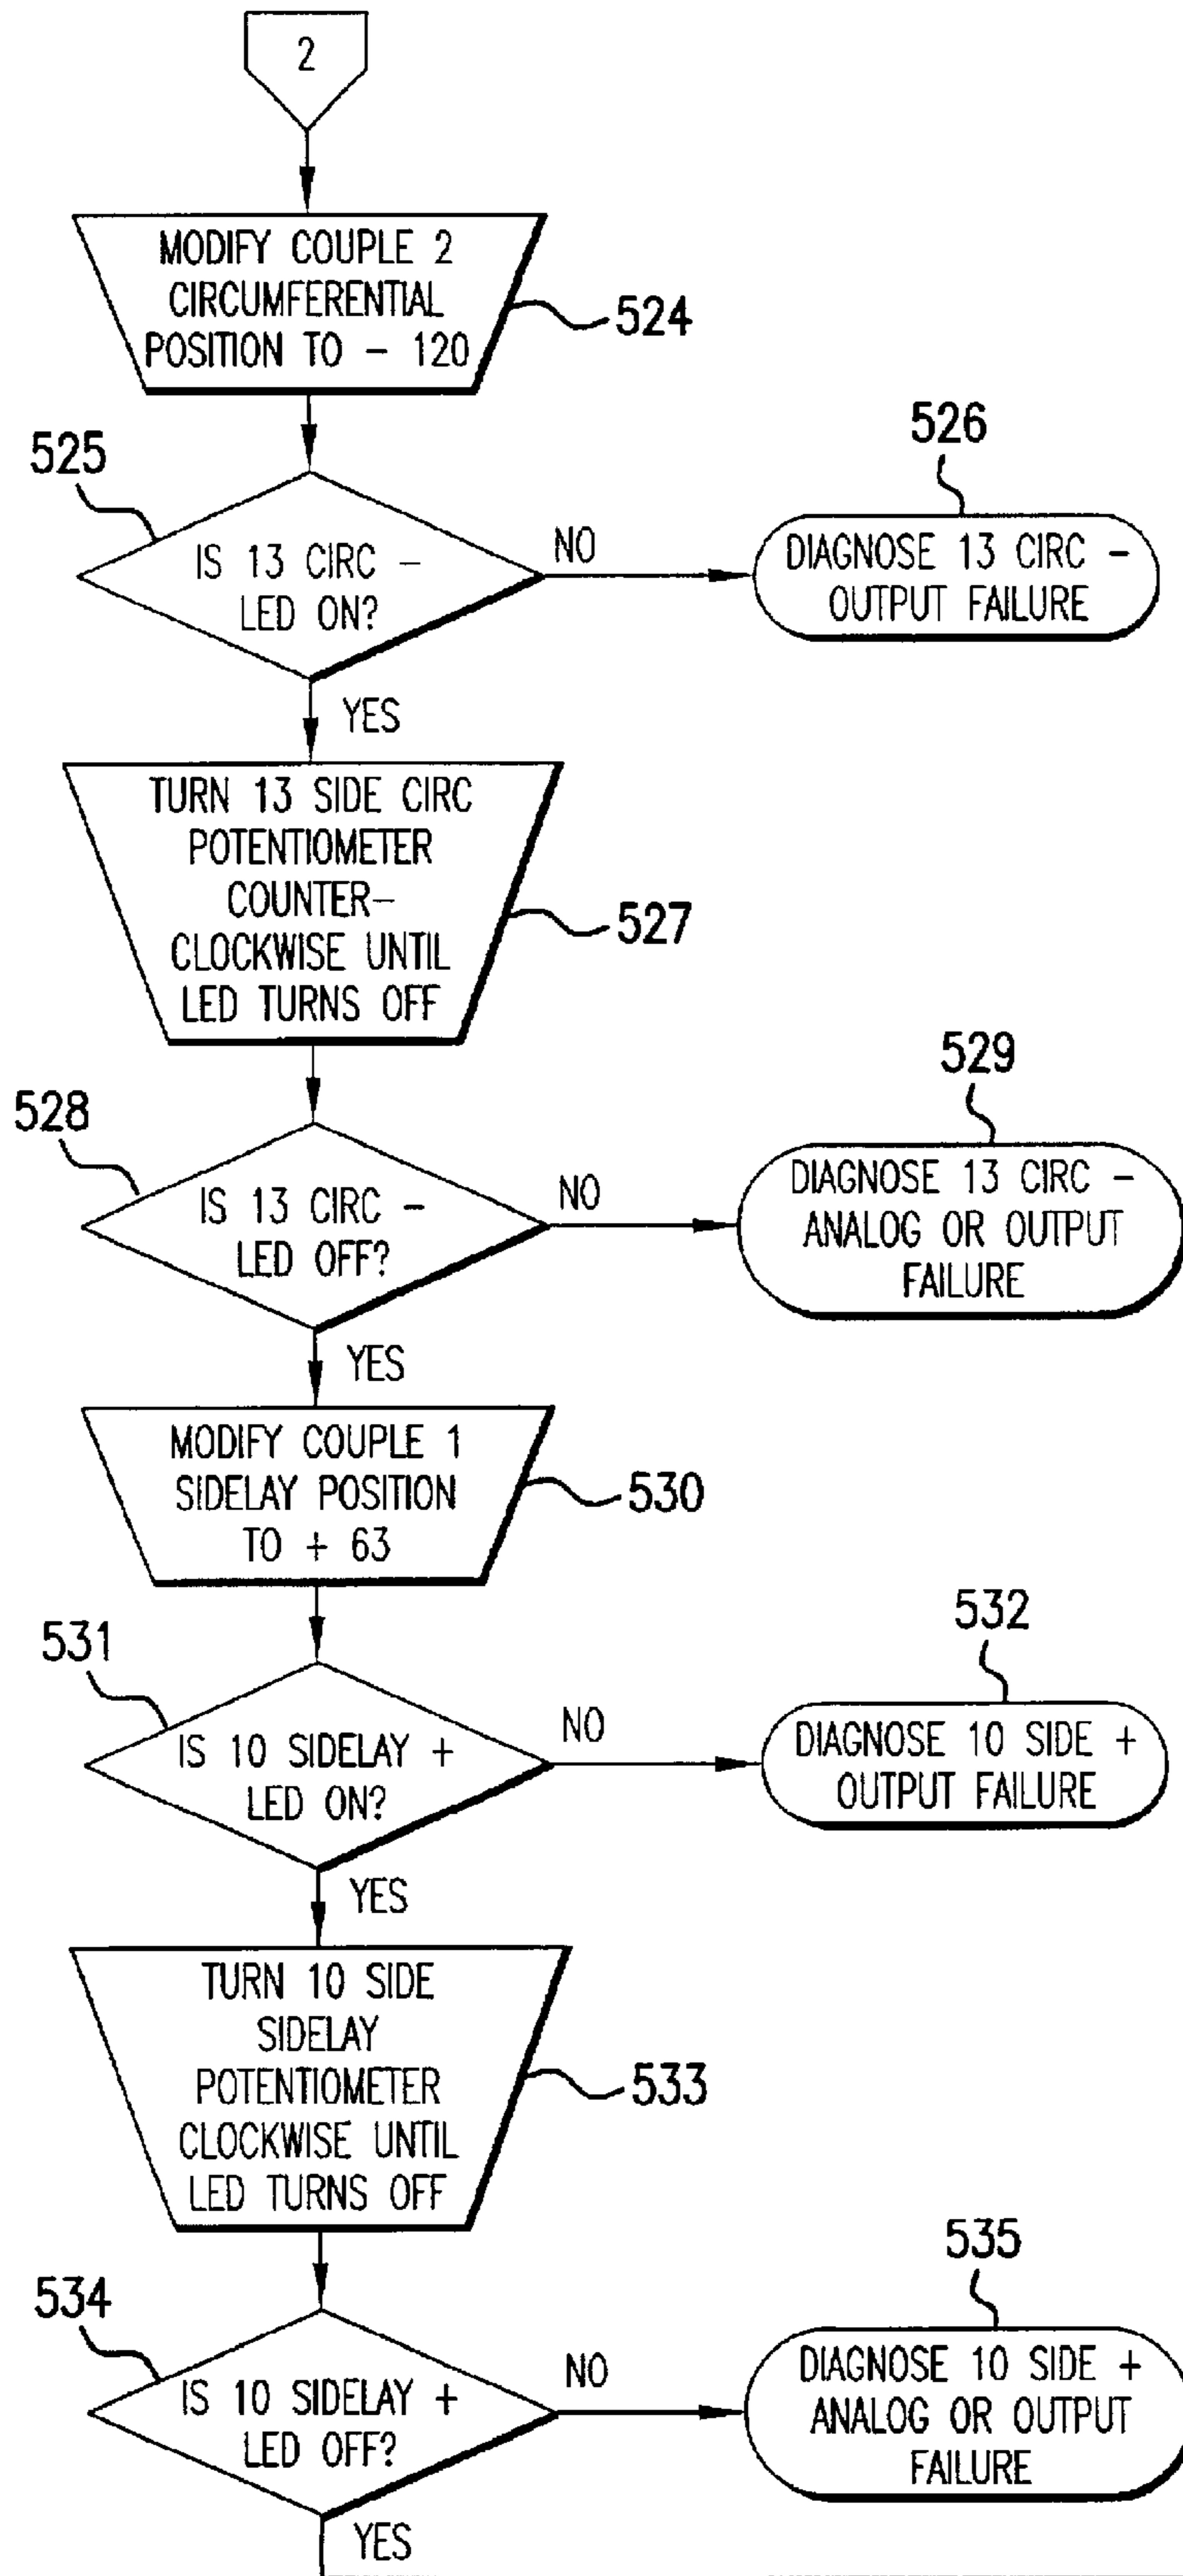 2
MODIFY COUPLE 2
CIRCUMFERENTIAL
POSITION TO - 120
524
525
IS 13 CIRC -
LED ON?
NO
526
DIAGNOSE 13 CIRC -
OUTPUT FAILURE
YES
TURN 13 SIDE CIRC
POTENTIOMETER
COUNTER-
CLOCKWISE UNTIL
LED TURNS OFF
527
528
IS 13 CIRC -
LED OFF?
NO
529
DIAGNOSE 13 CIRC -
ANALOG OR OUTPUT
FAILURE
YES
MODIFY COUPLE 1
SIDELAY POSITION
TO + 63
530
531
IS 10 SIDELAY +
LED ON?
NO
532
DIAGNOSE 10 SIDE +
OUTPUT FAILURE
YES
TURN 10 SIDE
SIDELAY
POTENTIOMETER
CLOCKWISE UNTIL
LED TURNS OFF
533
534
IS 10 SIDELAY +
LED OFF?
NO
535
DIAGNOSE 10 SIDE +
ANALOG OR OUTPUT
FAILURE
YES